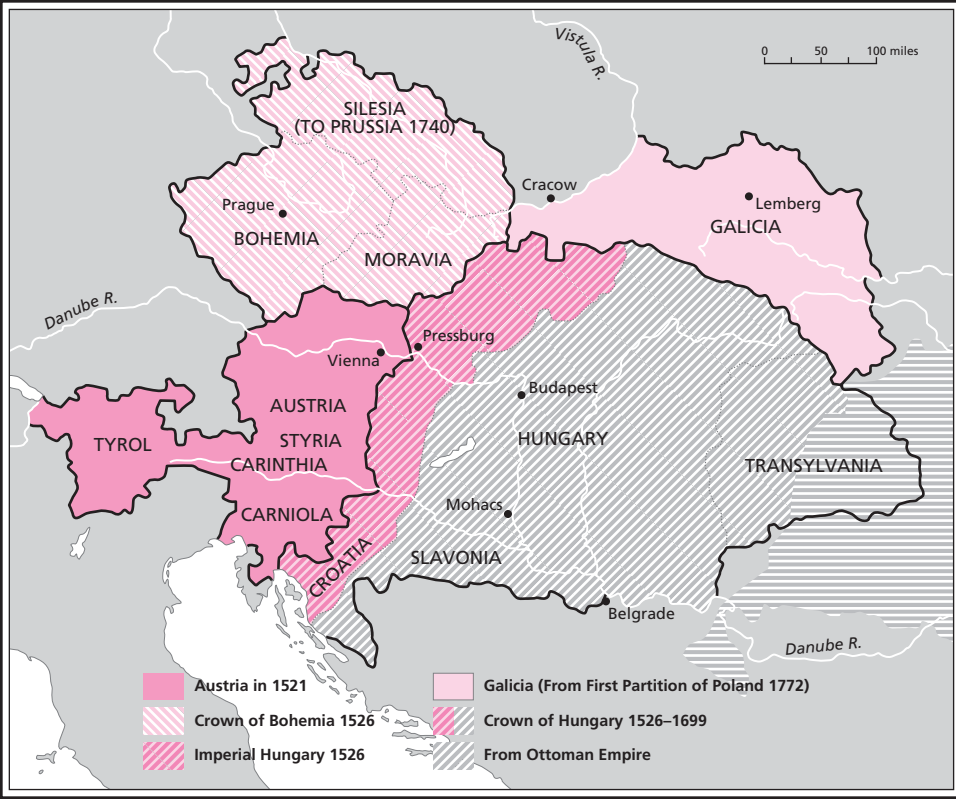 Vistula R.
0 50 100 miles
SILESIA
(TO PRUSSIA 1740)
Cracow
Prague
Lemberg
BOHEMIA
GALICIA
MORAVIA
Danube R.
Pressburg
Vienna
Budapest
AUSTRIA
STYRIA
HUNGARY
TYROL
CARINTHIA
TRANSYLVANIA
Mohacs
CARNIOLA
SLAVONIA
CROATIA
Belgrade
Danube R.
Austria in 1521
Galicia (From First Partition of Poland 1772)
Crown of Bohemia 1526
Crown of Hungary 1526–1699
Imperial Hungary 1526
From Ottoman Empire